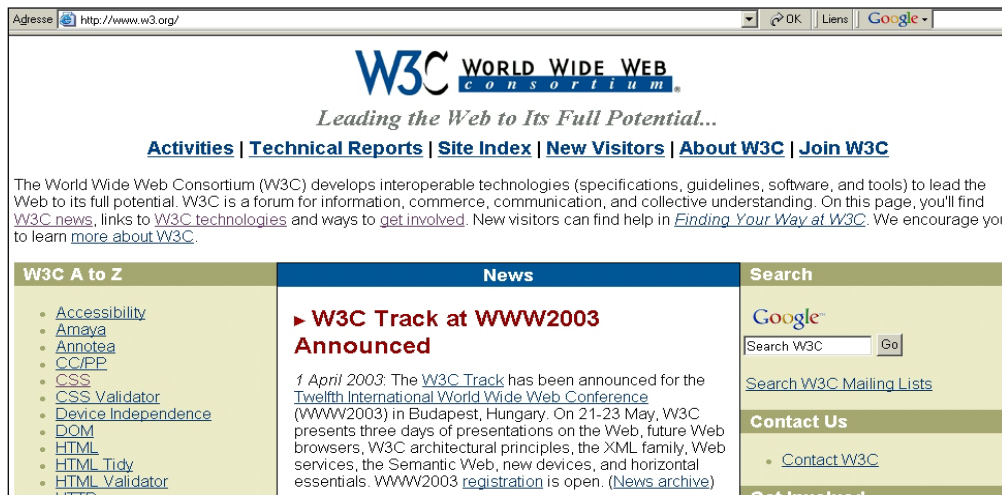 Adresse http://www.w3.org/ OK Liens Google
W3C WORLD WIDE WEB
consortium®
Leading the Web to Its Full Potential...
Activities | Technical Reports | Site Index | New Visitors | About W3C | Join W3C
The World Wide Web Consortium (W3C) develops interoperable technologies (specifications, guidelines, software, and tools) to lead the
Web to its full potential. W3C is a forum for information, commerce, communication, and collective understanding. On this page, you'll find
W3C news, links to W3C technologies and ways to get involved. New visitors can find help in Finding Your Way at W3C. We encourage you
to learn more about W3C.
W3C A to Z
Accessibility
Amaya
Annotea
CC/PP
CSS
CSS Validator
Device Independence
DOM
HTML
HTML Tidy
HTML Validator
HTTP
News
► W3C Track at WWW2003
Announced
1 April 2003: The W3C Track has been announced for the
Twelfth International World Wide Web Conference
(WWW2003) in Budapest, Hungary. On 21-23 May, W3C
presents three days of presentations on the Web, future Web
browsers, W3C architectural principles, the XML family, Web
services, the Semantic Web, new devices, and horizontal
essentials. WWW2003 registration is open. (News archive)
Search
Google™
Search W3C Go
Search W3C Mailing Lists
Contact Us
Contact W3C
Get Involved